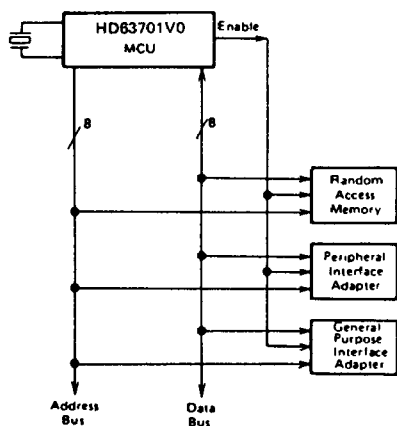 HD63701V0
MCU
Enable
8
8
Random
Access
Memory
Peripheral
Interface
Adapter
General
Purpose
Interface
Adapter
Address
Bus
Data
Bus